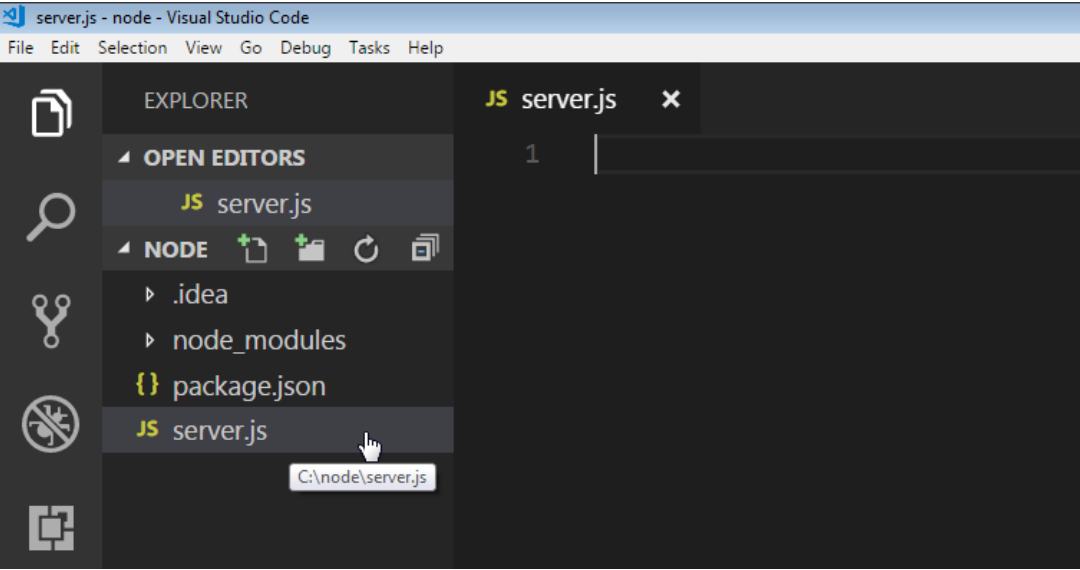 server.js - node - Visual Studio Code
File Edit Selection View Go Debug Tasks Help
EXPLORER
OPEN EDITORS
JS server.js
NODE
.idea
node_modules
{} package.json
JS server.js
C:\node\server.js
JS server.js
1